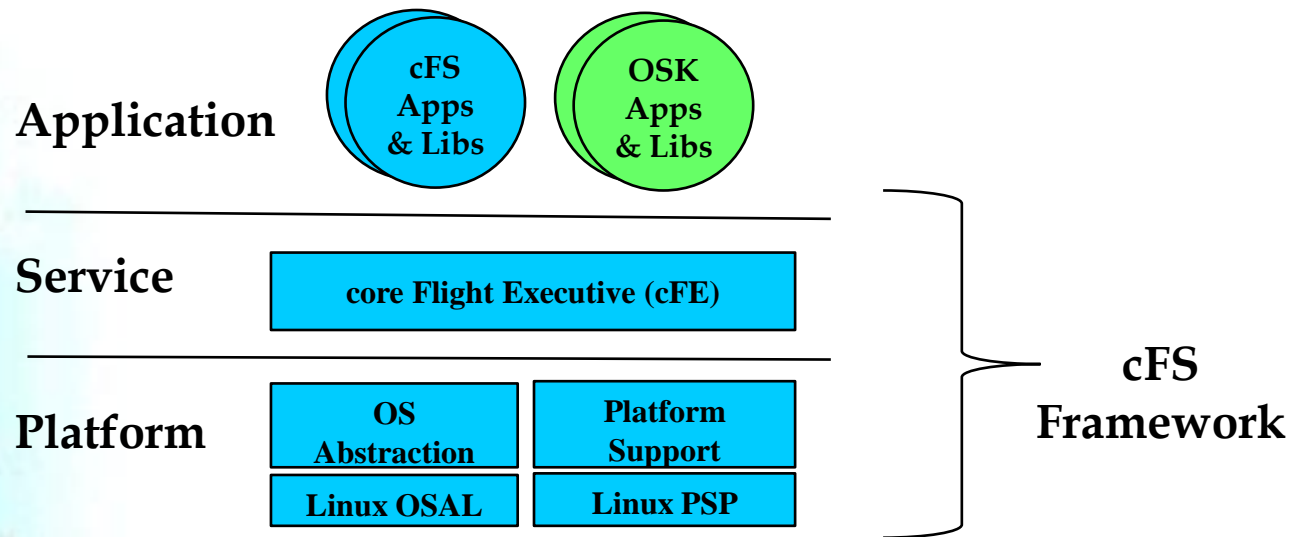 Application
cFS
Apps
& Libs
OSK
Apps
& Libs
Service
core Flight Executive (cFE)
Platform
OS
Abstraction
Platform
Support
Linux OSAL
Linux PSP
cFS
Framework